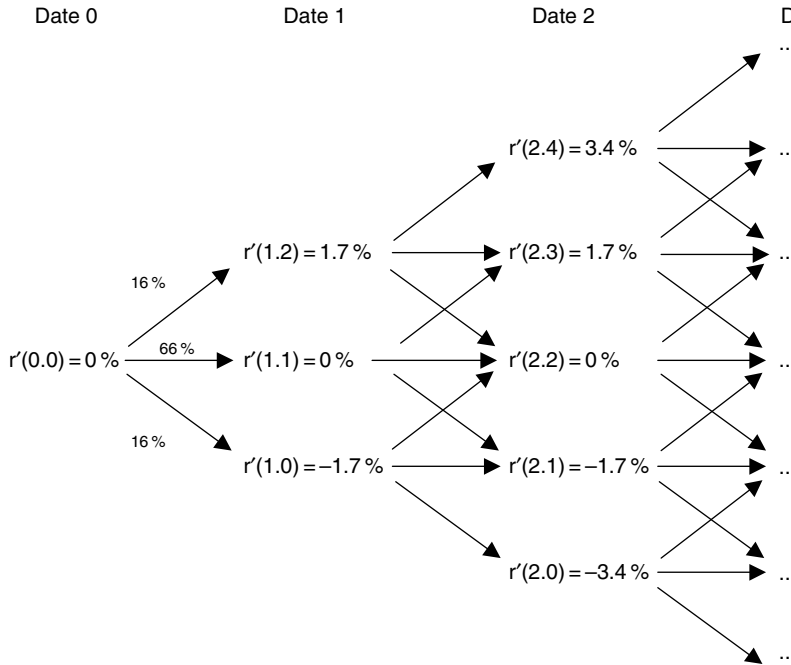 Date 0 Date 1 Date 2 D
..
r′(2.4) = 3.4 % ..
r′(1.2) = 1.7 % r′(2.3) = 1.7 % ..
16 %
r′(0.0) = 0 % 66 % r′(1.1) = 0 % r′(2.2) = 0 % ..
16 %
r′(1.0) = –1.7 % r′(2.1) = –1.7 % ..
r′(2.0) = –3.4 % ..
..